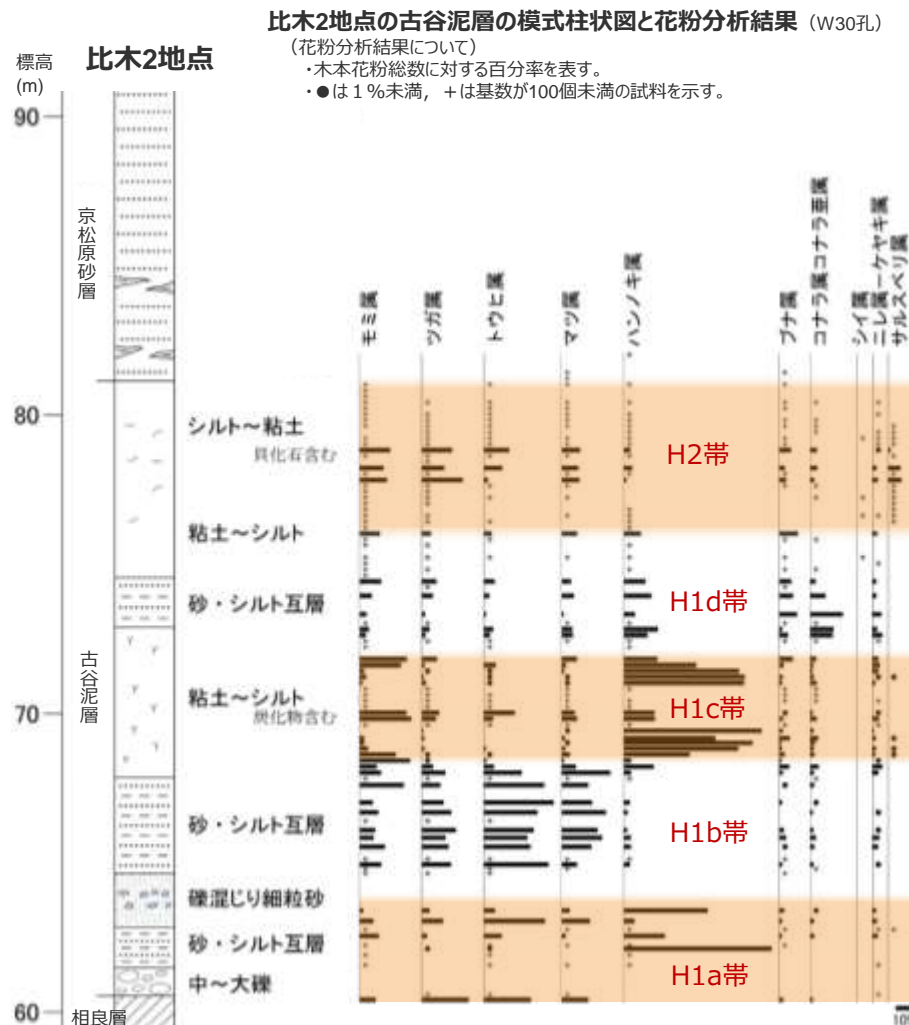 比木2地点の古谷泥層の模式柱状図と花粉分析結果（W30孔）
（花粉分析結果について）
・木本花粉総数に対する百分率を表す。
・●は１%未満，＋は基数が100個未満の試料を示す。
比木2地点
標高
(m)
90
80
70
60
京松原砂層
古谷泥層
相良層
シルト～粘土
貝化石含む
粘土～シルト
砂・シルト互層
粘土～シルト
炭化物含む
砂・シルト互層
礫混じり細粒砂
砂・シルト互層
中～大礫
モミ属
ツガ属
トウヒ属
マツ属
ハンノキ属
ブナ属
コナラ属コナラ亜属
シイ属
ニレ属ーケヤキ属
サルスベリ属
H2帯
H1d帯
H1c帯
H1b帯
H1a帯